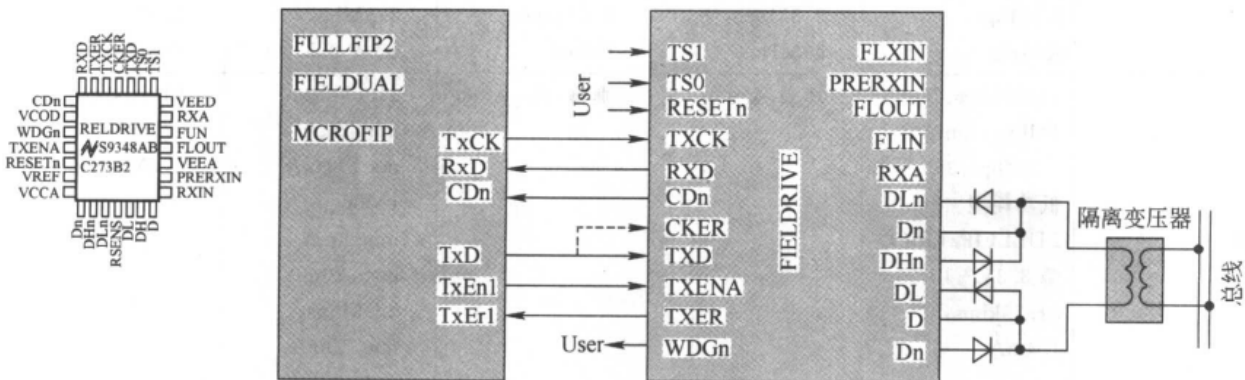 RXD
TXER
TXCK
CKER
TXD
TS0
TS1
CDn
VCOD
WDGn
TXENA
RESETn
VREF
VCCA
RELDRIVE
S9348AB
C273B2
VEED
RXA
FUN
FLOUT
VEEA
PRERXIN
RXIN
Dn
DHn
DLn
RSENS
DL
DH
D
FULLFIP2
FIELDUAL
MCROFIP
TxCK
RxD
CDn
TxD
TxEn1
TxEr1
User
User
TS1
TS0
RESETn
TXCK
RXD
CDn
CKER
TXD
TXENA
TXER
WDGn
FIELDRIVE
FLXIN
PRERXIN
FLOUT
FLIN
RXA
DLn
Dn
DHn
DL
D
Dn
隔离变压器
总线